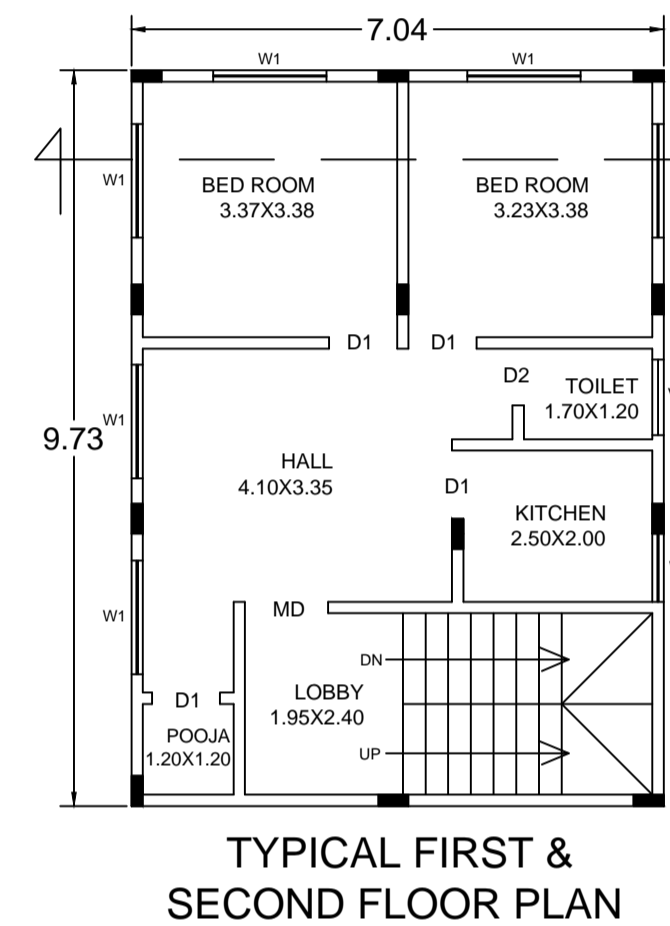 7.04
W1
W1
W1
BED ROOM
3.37X3.38
BED ROOM
3.23X3.38
D1
D1
D2
TOILET
1.70X1.20
9.73
W1
HALL
4.10X3.35
D1
KITCHEN
2.50X2.00
W1
MD
DN
LOBBY
1.95X2.40
D1
POOJA
1.20X1.20
UP
TYPICAL FIRST &
SECOND FLOOR PLAN